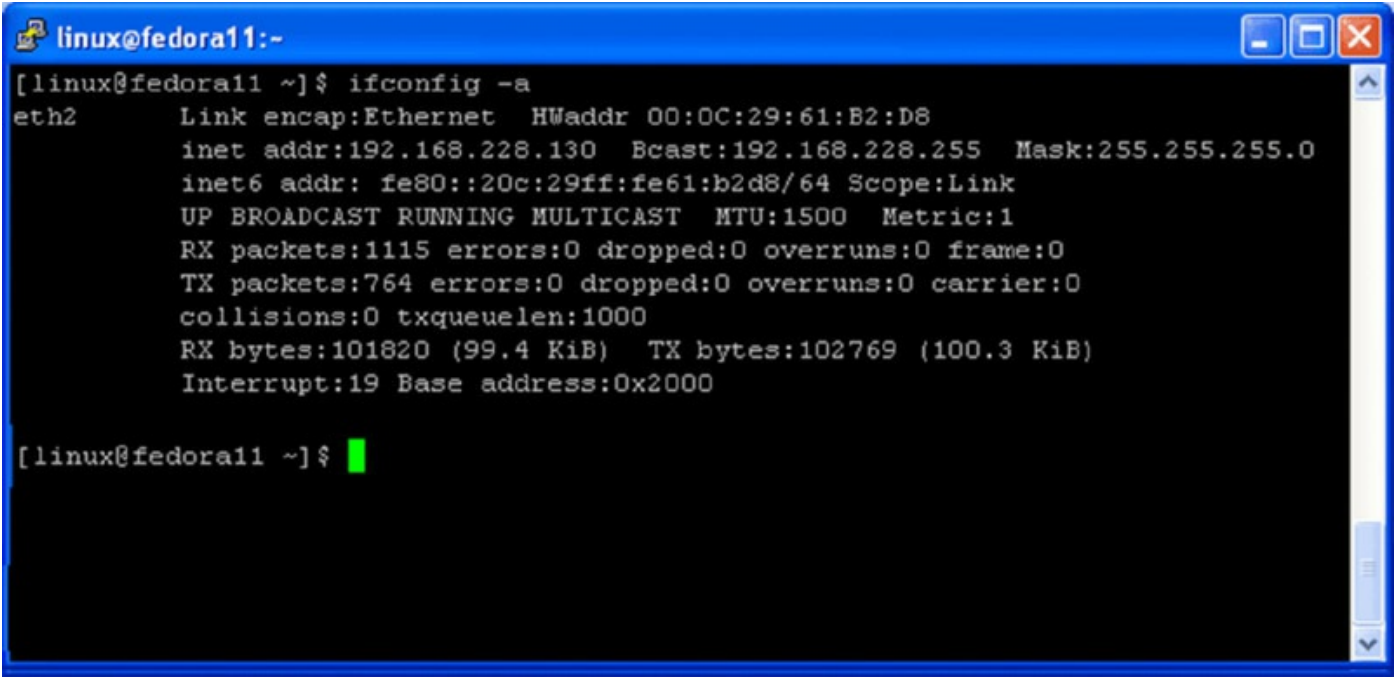 linux@fedora11:~
[linux@fedora11 ~]$ ifconfig -a
eth2      Link encap:Ethernet  HWaddr 00:0C:29:61:B2:D8
          inet addr:192.168.228.130  Bcast:192.168.228.255  Mask:255.255.255.0
          inet6 addr: fe80::20c:29ff:fe61:b2d8/64 Scope:Link
          UP BROADCAST RUNNING MULTICAST  MTU:1500  Metric:1
          RX packets:1115 errors:0 dropped:0 overruns:0 frame:0
          TX packets:764 errors:0 dropped:0 overruns:0 carrier:0
          collisions:0 txqueuelen:1000
          RX bytes:101820 (99.4 KiB)  TX bytes:102769 (100.3 KiB)
          Interrupt:19 Base address:0x2000
[linux@fedora11 ~]$